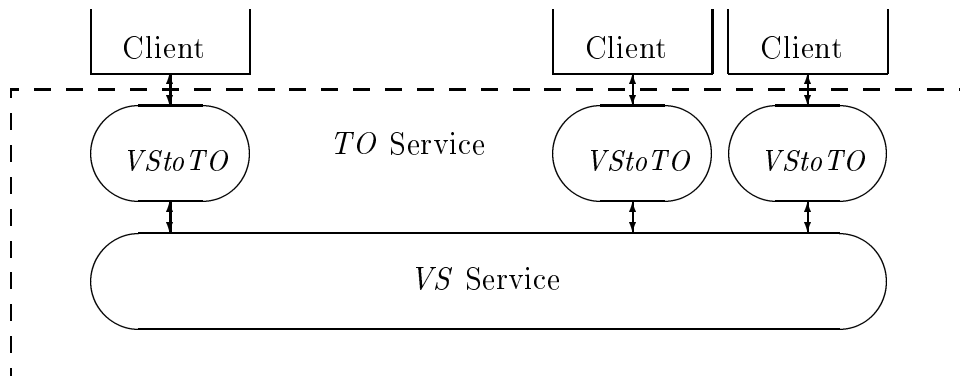 Client
Client
Client
TO Service
VStoTO
VStoTO
VStoTO
VS Service